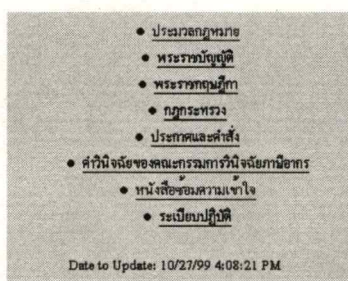 • ประมวลกฎหมาย
• พระราชบัญญัติ
• พระราชกฤษฎีกา
• กฎกระทรวง
• ประกาศและคำสั่ง
• คำวินิจฉัยของคณะกรรมการวินิจฉัยภาษีอากร
• หนังสือซ้อมความเข้าใจ
• ระเบียบปฏิบัติ
Date to Update: 10/27/99 4:08:21 PM